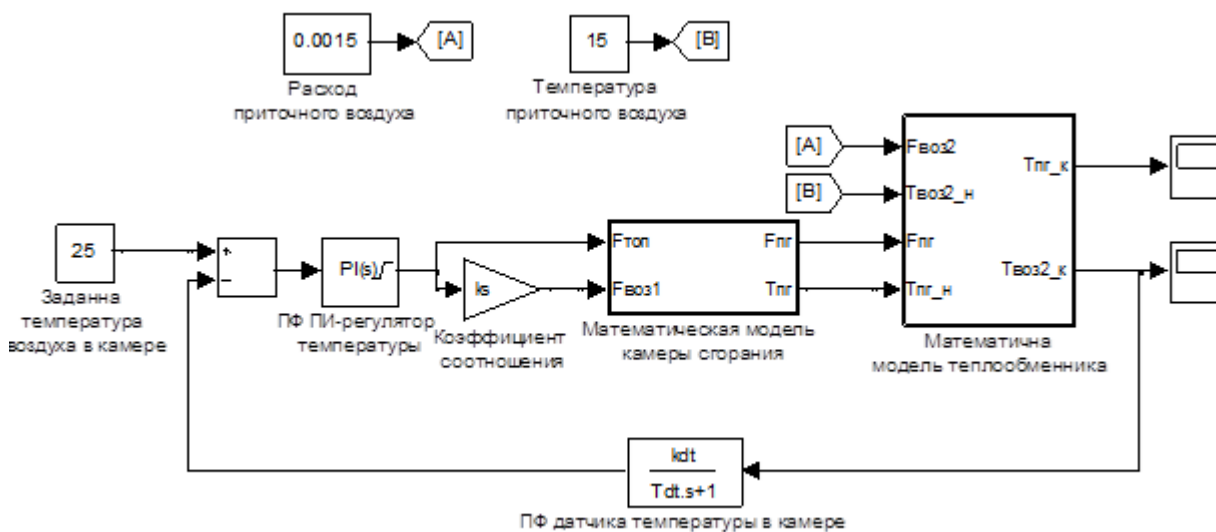 0.0015
[A]
15
[B]
Расход
приточного воздуха
Температура
приточного воздуха
[A]
[B]
Fвоз2
Tвоз2_н
Fпг
Tпг_н
Tпг_к
Tвоз2_к
25
+
−
PI(s)
ks
Fтоп
Fвоз1
Fпг
Tпг
Заданна
температура
воздуха в камере
ПФ ПИ-регулятор
температуры
Коэффициент
соотношения
Математическая модель
камеры сгорания
Математична
модель теплообменника
kdt
Tdt.s+1
ПФ датчика температуры в камере